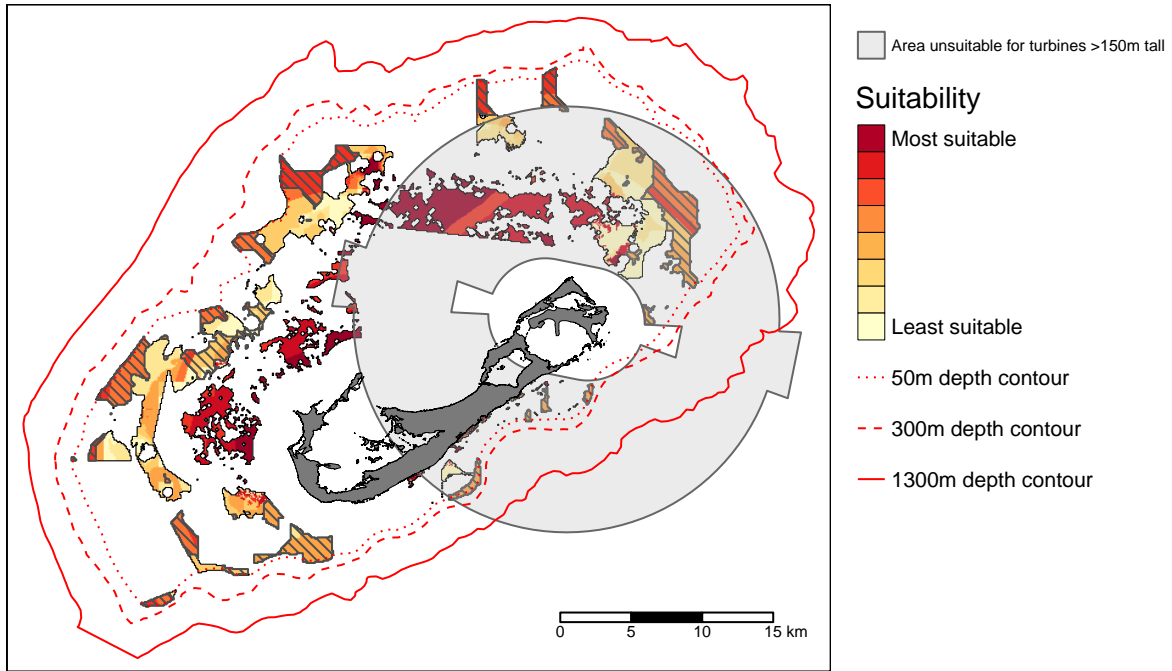 Area unsuitable for turbines >150m tall
Suitability
Most suitable
Least suitable
50m depth contour
300m depth contour
1300m depth contour
0 5 10 15 km